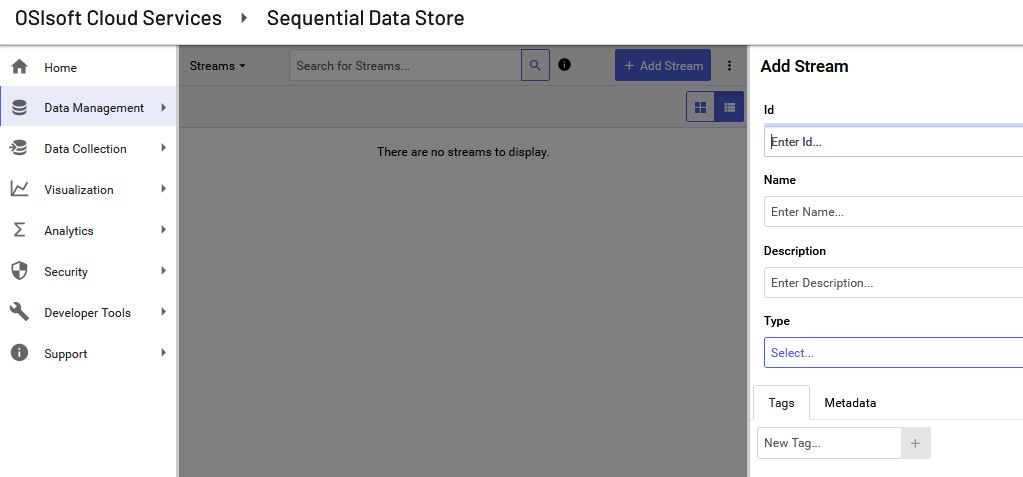 OSIsoft Cloud Services Sequential Data Store
Home
Data Management
Data Collection
Visualization
Analytics
Security
Developer Tools
Support
Streams
Search for Streams...
+ Add Stream
There are no streams to display.
Add Stream
Id
Enter Id...
Name
Enter Name...
Description
Enter Description...
Type
Select...
Tags Metadata
New Tag... +